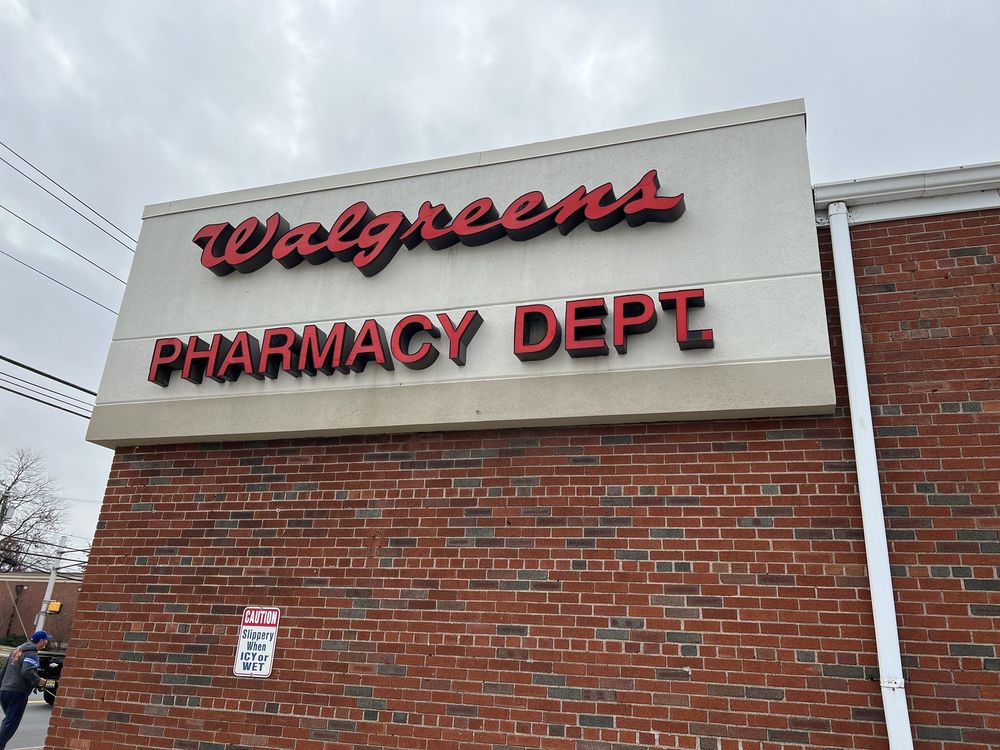 Walgreens
PHARMACY DEPT.
CAUTION
Slippery
When
ICY or
WET